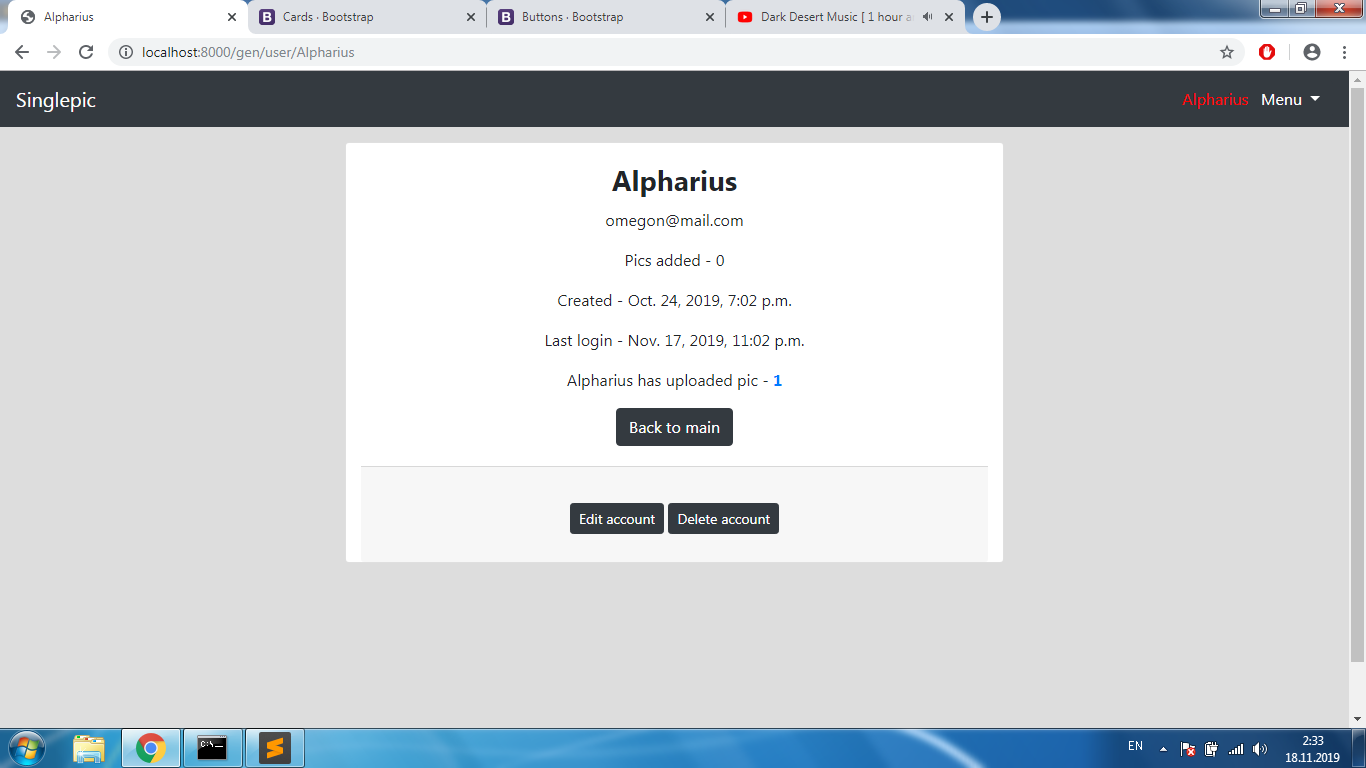 Alpharius
Cards · Bootstrap
Buttons · Bootstrap
Dark Desert Music [ 1 hour
localhost:8000/gen/user/Alpharius
Singlepic
Alpharius Menu
Alpharius
omegon@mail.com
Pics added - 0
Created - Oct. 24, 2019, 7:02 p.m.
Last login - Nov. 17, 2019, 11:02 p.m.
Alpharius has uploaded pic - 1
Back to main
Edit account Delete account
C:\
EN
2:33
18.11.2019